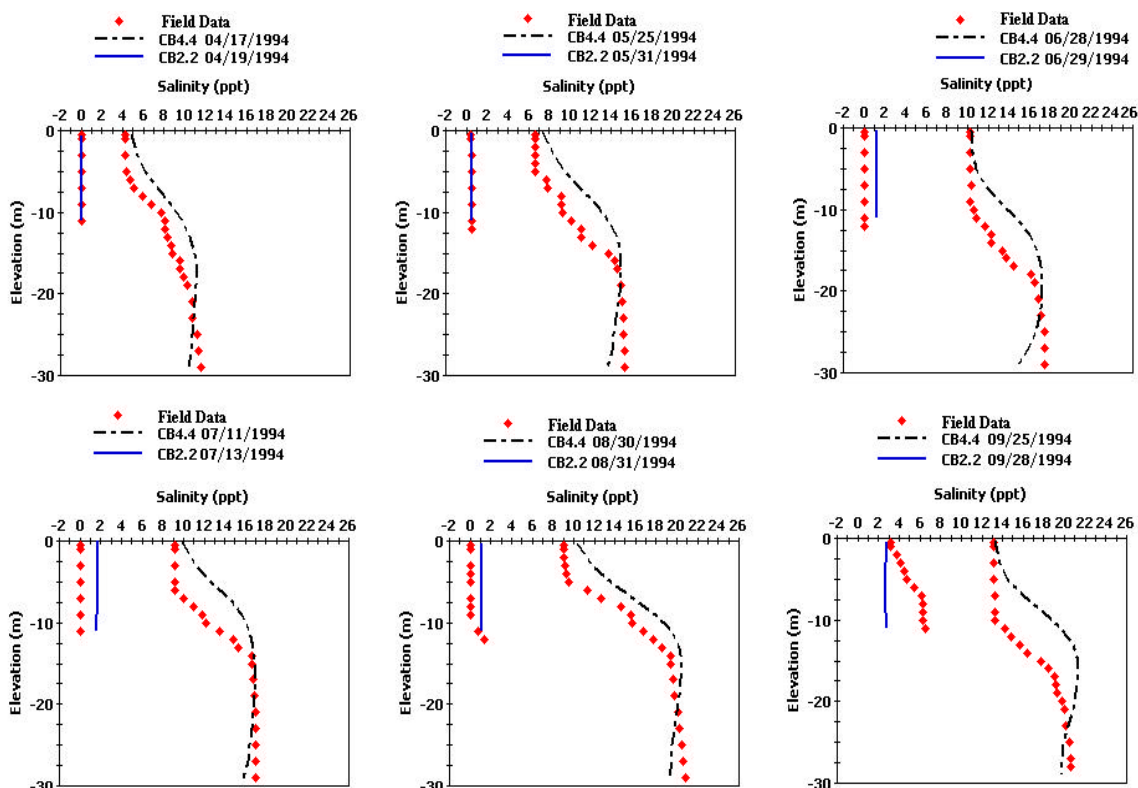 Field Data
CB4.4 04/17/1994
CB2.2 04/19/1994
Salinity (ppt)
-2 0 2 4 6 8 10 12 14 16 18 20 22 24 26
0
-10
-20
-30
Elevation (m)
Field Data
CB4.4 05/25/1994
CB2.2 05/31/1994
Salinity (ppt)
-2 0 2 4 6 8 10 12 14 16 18 20 22 24 26
0
-10
-20
-30
Elevation (m)
Field Data
CB4.4 06/28/1994
CB2.2 06/29/1994
Salinity (ppt)
-2 0 2 4 6 8 10 12 14 16 18 20 22 24 26
0
-10
-20
-30
Elevation (m)
Field Data
CB4.4 07/11/1994
CB2.2 07/13/1994
Salinity (ppt)
-2 0 2 4 6 8 10 12 14 16 18 20 22 24 26
0
-10
-20
-30
Elevation (m)
Field Data
CB4.4 08/30/1994
CB2.2 08/31/1994
Salinity (ppt)
-2 0 2 4 6 8 10 12 14 16 18 20 22 24 26
0
-10
-20
-30
Elevation (m)
Field Data
CB4.4 09/25/1994
CB2.2 09/28/1994
Salinity (ppt)
-2 0 2 4 6 8 10 12 14 16 18 20 22 24 26
0
-10
-20
-30
Elevation (m)